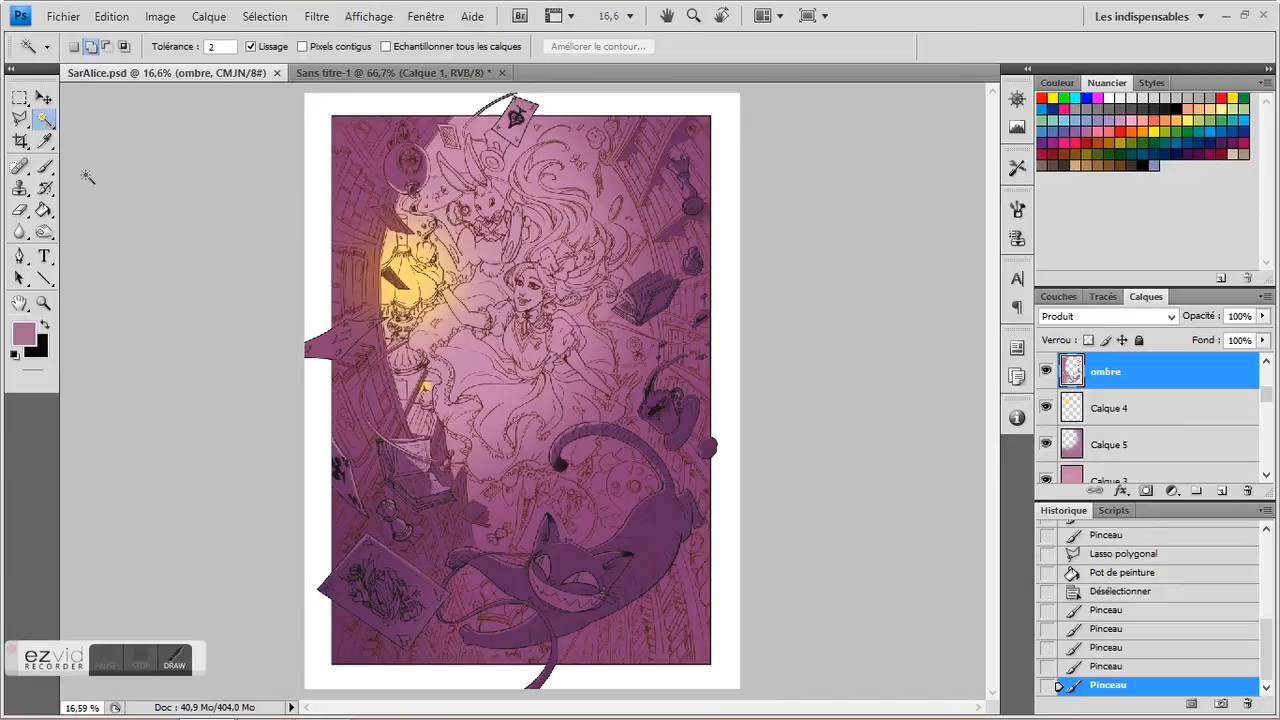 Ps Fichier Edition Image Calque Sélection Filtre Affichage Fenêtre Aide Br 16,6 Les indispensables
Tolérance : 2 Lissage Pixels contigus Echantillonner tous les calques Améliorer le contour...
SarAlice.psd @ 16,6% (ombre, CMJN/8#) Sans titre-1 @ 66,7% (Calque 1, RVB/8) *
Couleur Nuancier Styles
Couches Tracés Calques
Produit Opacité : 100%
Verrou : Fond : 100%
ombre
Calque 4
Calque 5
Calque 3
Historique Scripts
Pinceau
Lasso polygonal
Pot de peinture
Désélectionner
Pinceau
Pinceau
Pinceau
Pinceau
Pinceau
ezvid
RECORDER
PAUSE STOP DRAW
16,59 % Doc : 40,9 Mo/404,0 Mo